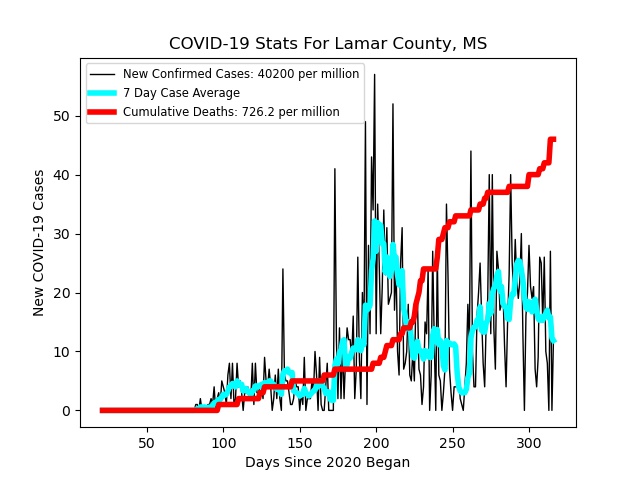 COVID-19 Stats For Lamar County, MS
New Confirmed Cases: 40200 per million
7 Day Case Average
Cumulative Deaths: 726.2 per million
New COVID-19 Cases
50
40
30
20
10
0
50 100 150 200 250 300
Days Since 2020 Began